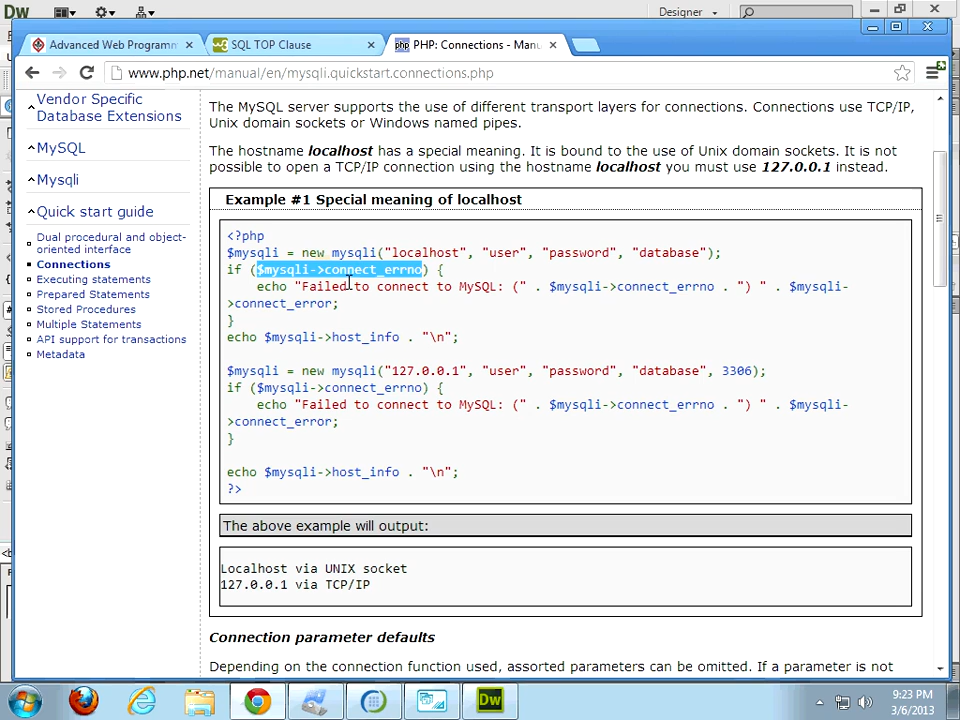 Dw
Designer
Advanced Web Programm
SQL TOP Clause
php PHP: Connections - Manu
www.php.net/manual/en/mysqli.quickstart.connections.php
Vendor Specific
Database Extensions
MySQL
Mysqli
Quick start guide
Dual procedural and object-
oriented interface
Connections
Executing statements
Prepared Statements
Stored Procedures
Multiple Statements
API support for transactions
Metadata
The MySQL server supports the use of different transport layers for connections. Connections use TCP/IP,
Unix domain sockets or Windows named pipes.
The hostname localhost has a special meaning. It is bound to the use of Unix domain sockets. It is not
possible to open a TCP/IP connection using the hostname localhost you must use 127.0.0.1 instead.
Example #1 Special meaning of localhost
<?php
$mysqli = new mysqli("localhost", "user", "password", "database");
if ($mysqli->connect_errno) {
echo "Failed to connect to MySQL: (" . $mysqli->connect_errno . ") " . $mysqli-
>connect_error;
}
echo $mysqli->host_info . "\n";
$mysqli = new mysqli("127.0.0.1", "user", "password", "database", 3306);
if ($mysqli->connect_errno) {
echo "Failed to connect to MySQL: (" . $mysqli->connect_errno . ") " . $mysqli-
>connect_error;
}
echo $mysqli->host_info . "\n";
?>
The above example will output:
Localhost via UNIX socket
127.0.0.1 via TCP/IP
Connection parameter defaults
Depending on the connection function used, assorted parameters can be omitted. If a parameter is not
Dw
9:23 PM
3/6/2013